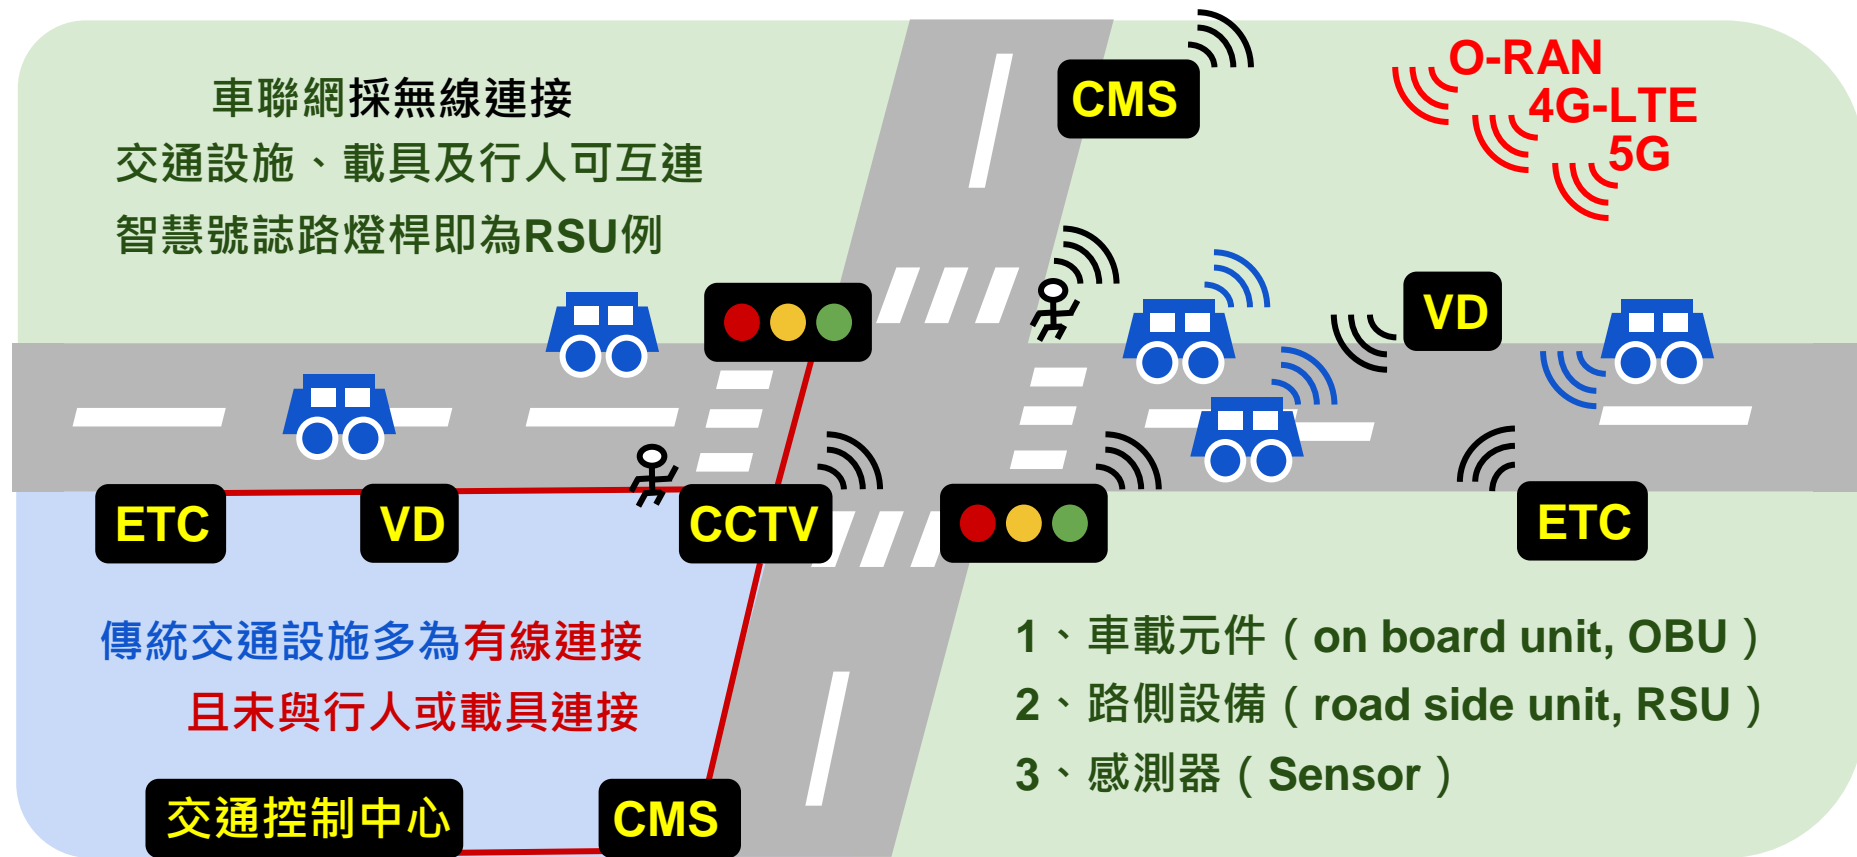 車聯網採無線連接
交通設施、載具及行人可互連
智慧號誌路燈桿即為RSU例
CMS
O-RAN
4G-LTE
5G
VD
ETC
VD
CCTV
ETC
傳統交通設施多為有線連接
且未與行人或載具連接
交通控制中心
CMS
1、車載元件（on board unit, OBU）
2、路側設備（road side unit, RSU）
3、感測器（Sensor）